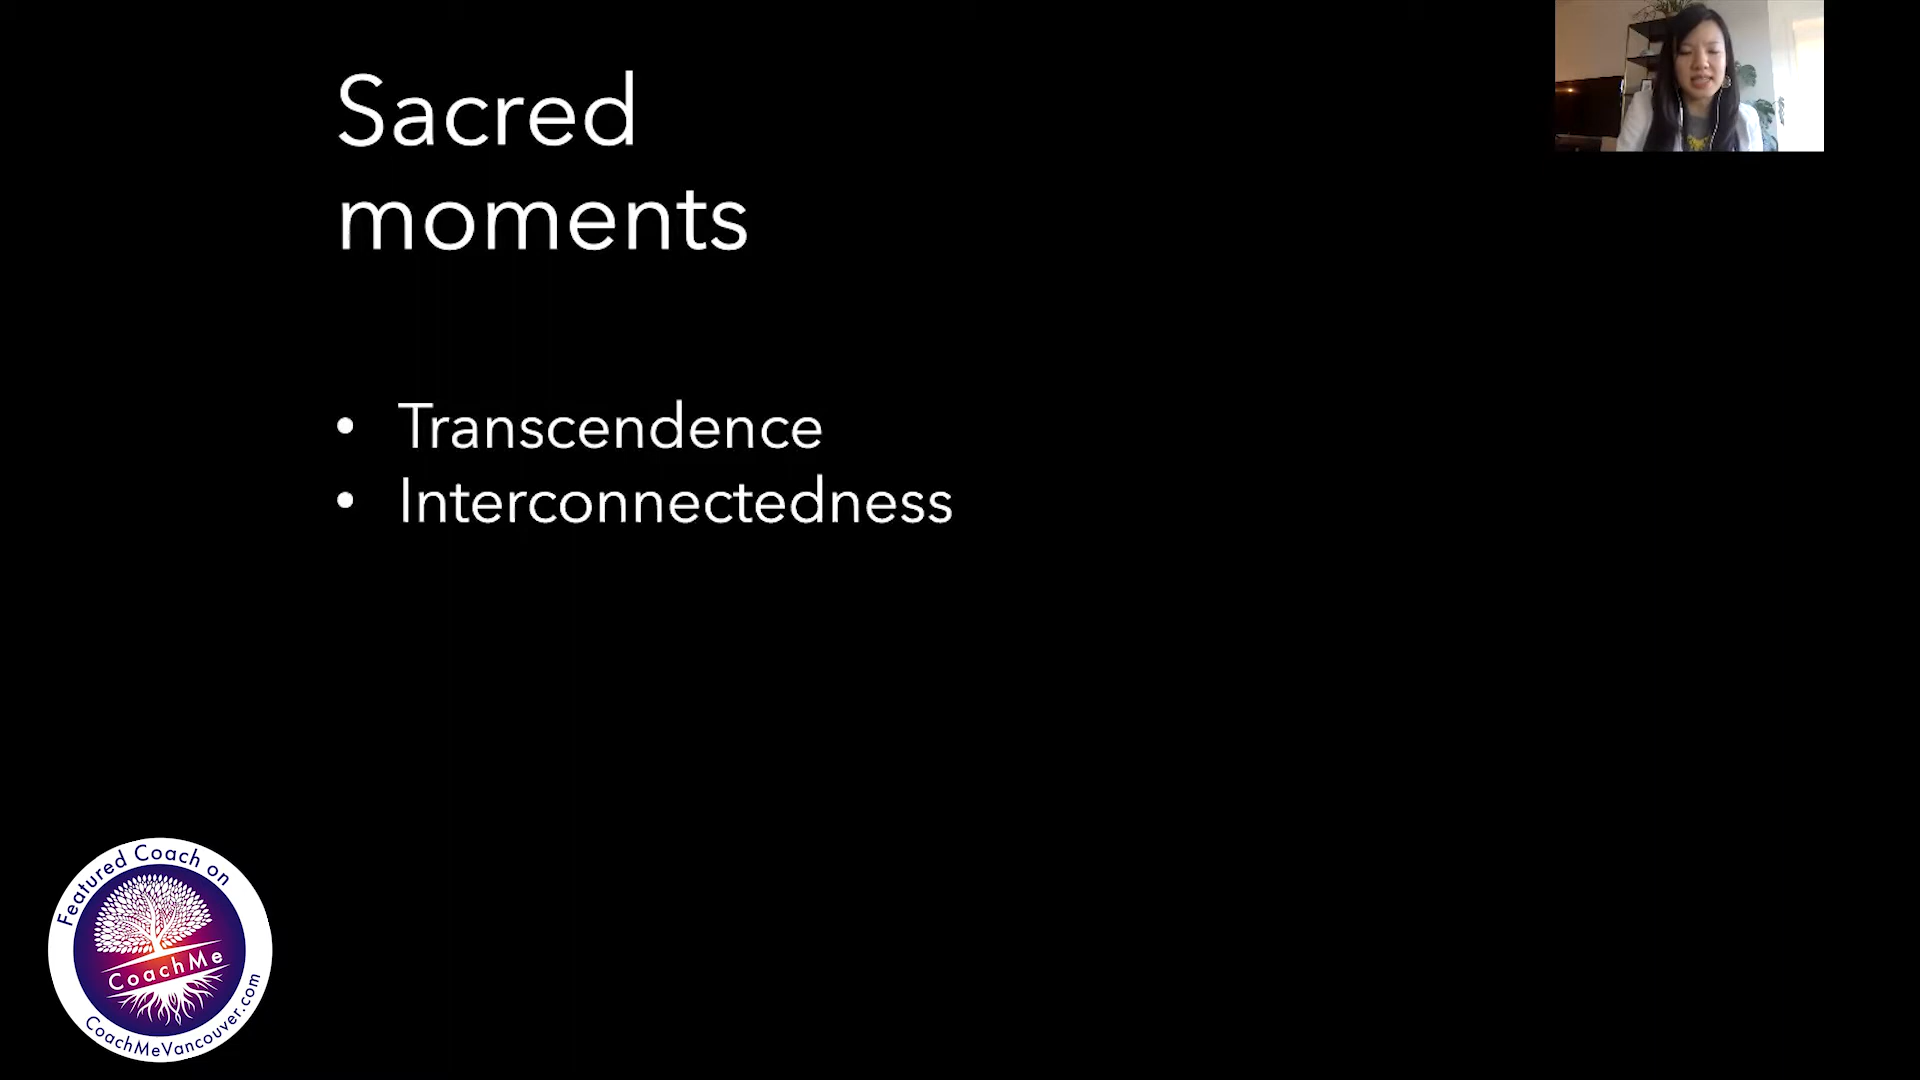 Sacred
moments
• Transcendence
• Interconnectedness
Featured Coach on
CoachMe
CoachMeVancouver.com